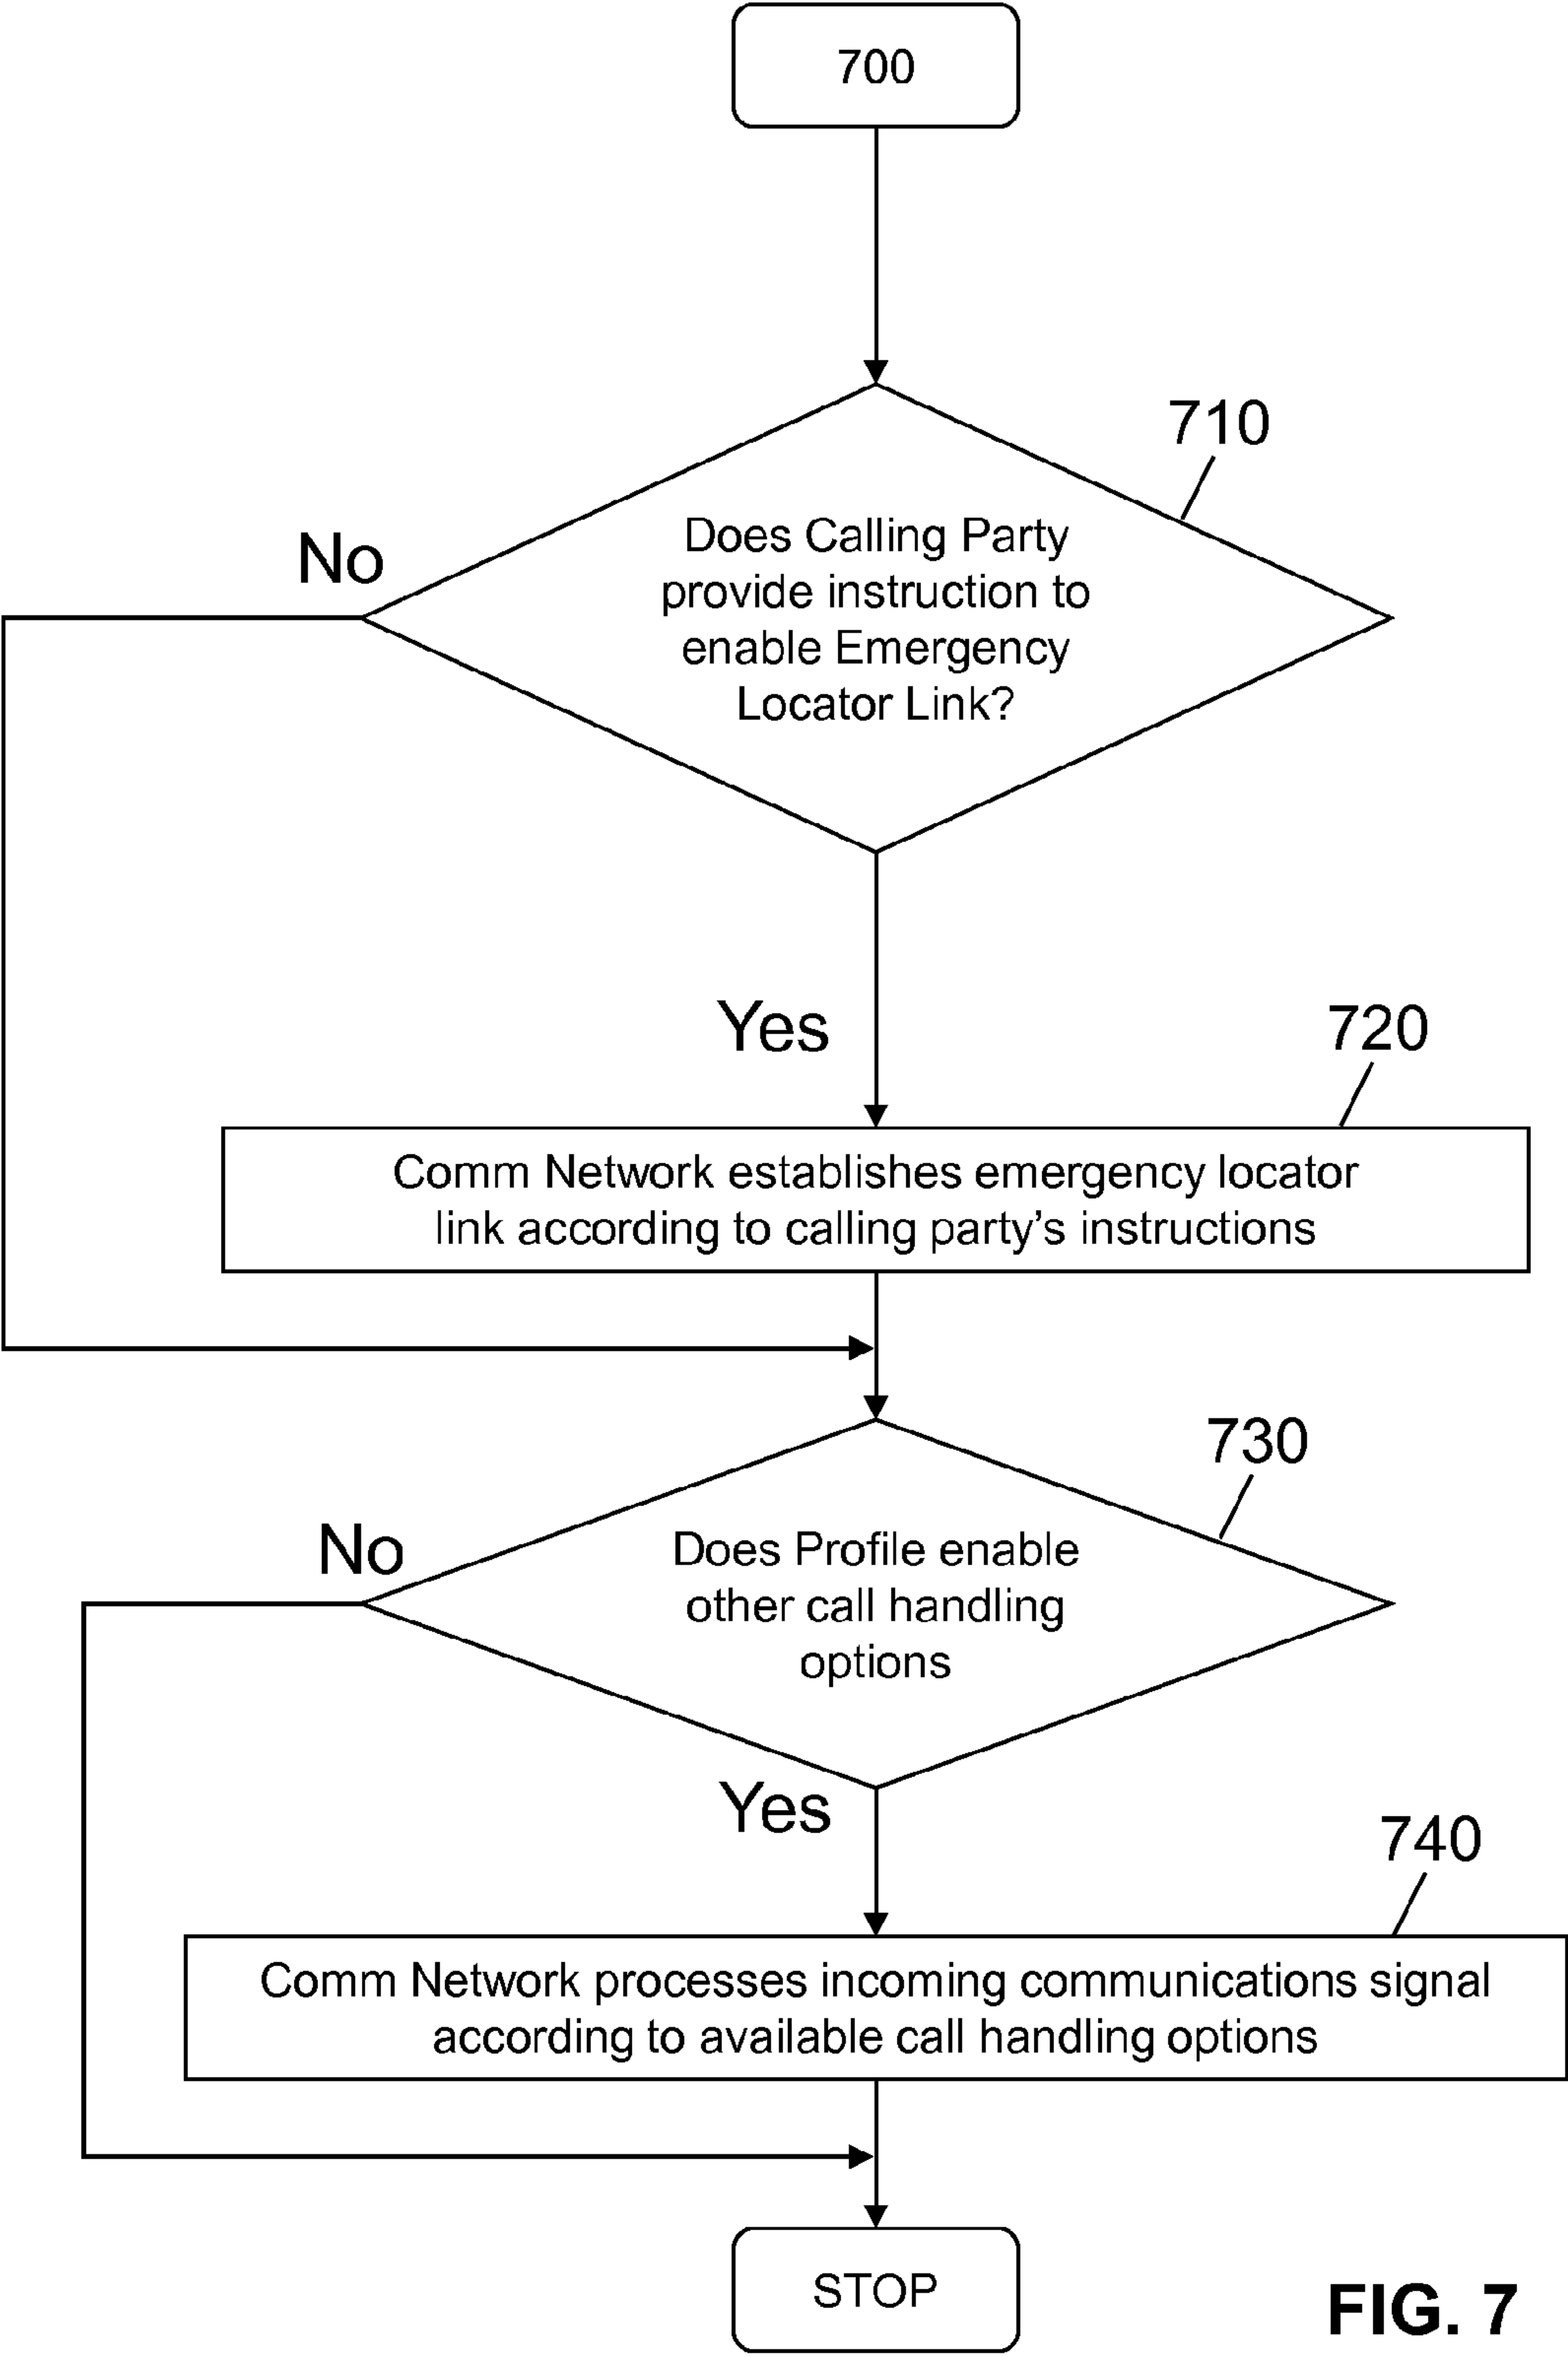 700
710
Does Calling Party
provide instruction to
enable Emergency
Locator Link?
No
Yes
720
Comm Network establishes emergency locator
link according to calling party’s instructions
730
No
Does Profile enable
other call handling
options
Yes
740
Comm Network processes incoming communications signal
according to available call handling options
STOP
FIG. 7